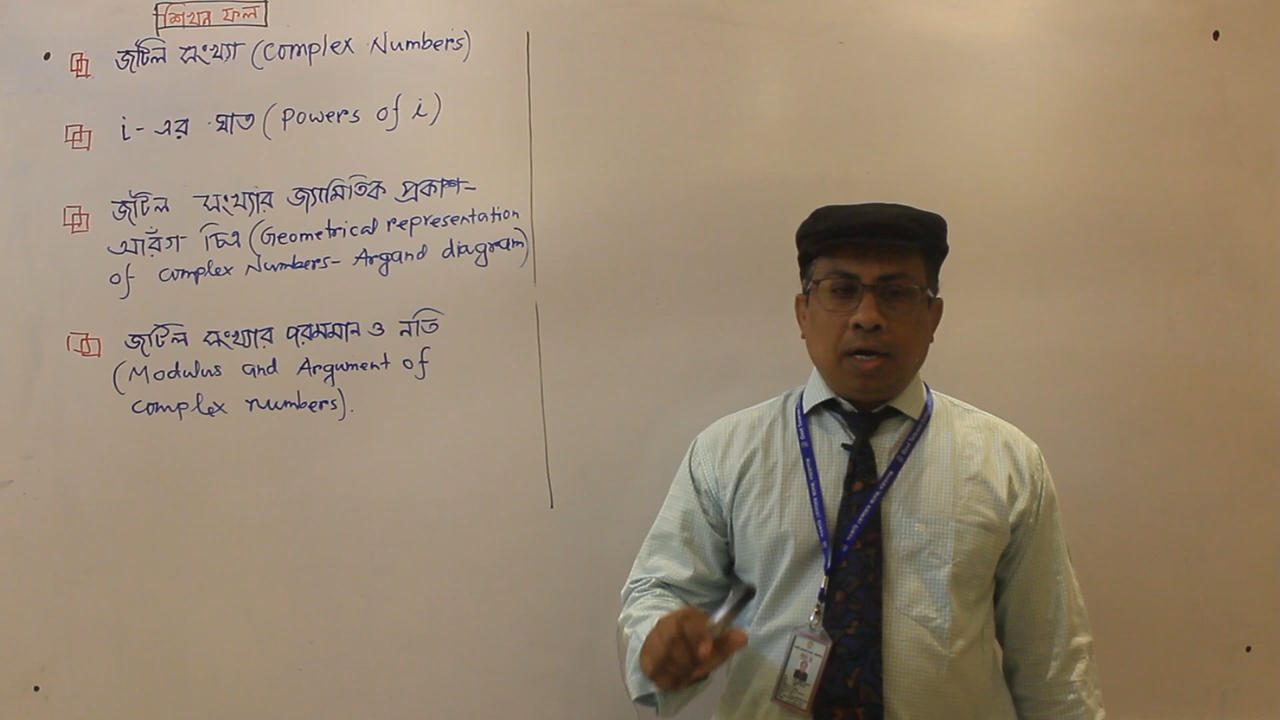 শিখন ফল
জটিল সংখ্যা (Complex Numbers)
i - এর ঘাত (Powers of i)
জটিল সংখ্যার জ্যামিতিক প্রকাশ-
আরঁগ চিত্র (Geometrical representation
of complex Numbers- Argand diagram)
জটিল সংখ্যার পরমমান ও নতি
(Modulus and Argument of
complex numbers).